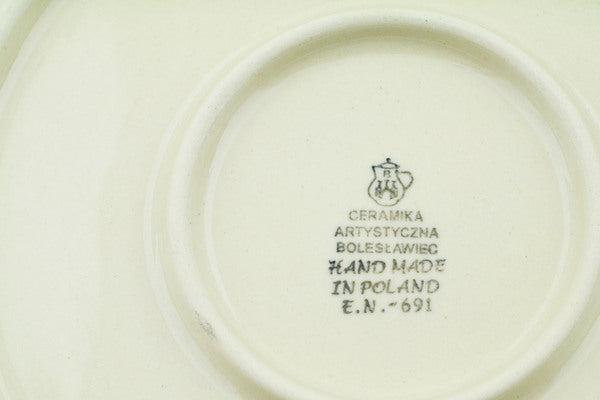 B
CERAMIKA
ARTYSTYCZNA
BOLESŁAWIEC
HAND MADE
IN POLAND
E.N.-691